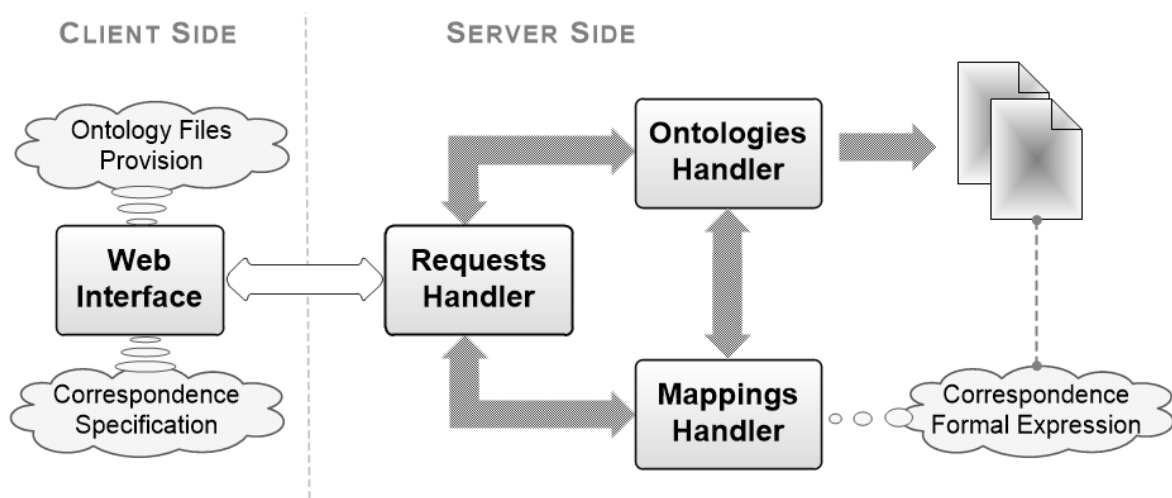 CLIENT SIDE
SERVER SIDE
Ontology Files
Provision
Web
Interface
Correspondence
Specification
Requests
Handler
Ontologies
Handler
Mappings
Handler
Correspondence
Formal Expression